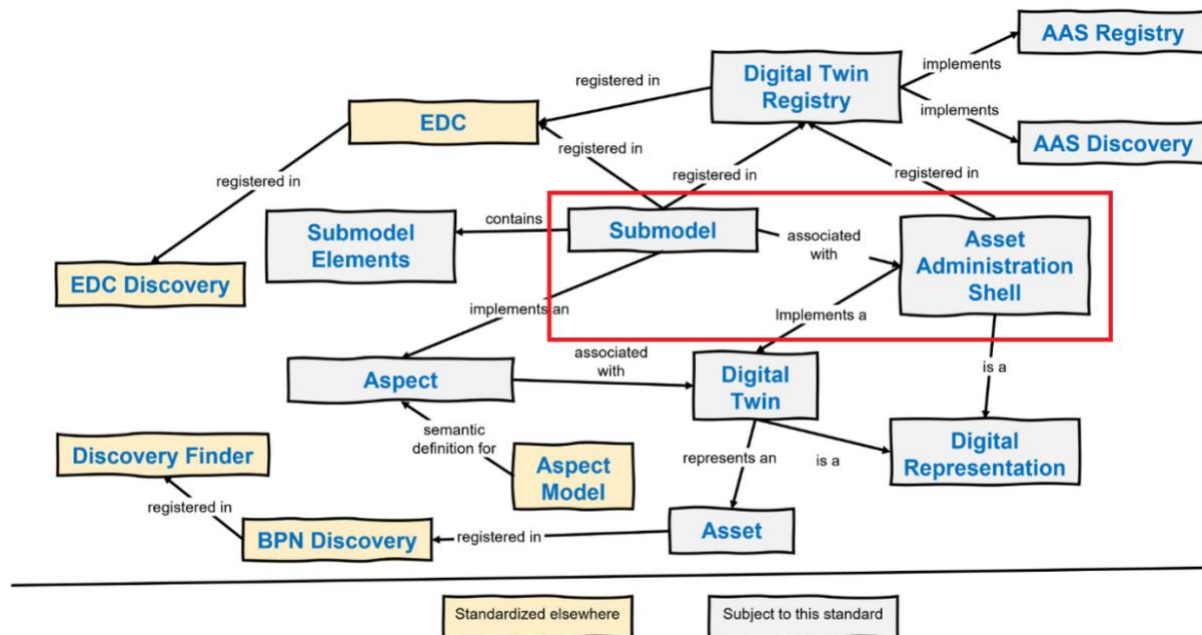 AAS Registry
implements
Digital Twin
Registry
registered in
implements
EDC
AAS Discovery
registered in
registered in
registered in
registered in
contains
Submodel
Elements
Submodel
associated
with
Asset
Administration
Shell
EDC Discovery
implements an
Implements a
associated
with
is a
Aspect
Digital
Twin
semantic
definition for
Discovery Finder
Aspect
Model
represents an
is a
Digital
Representation
registered in
BPN Discovery
registered in
Asset
Standardized elsewhere
Subject to this standard